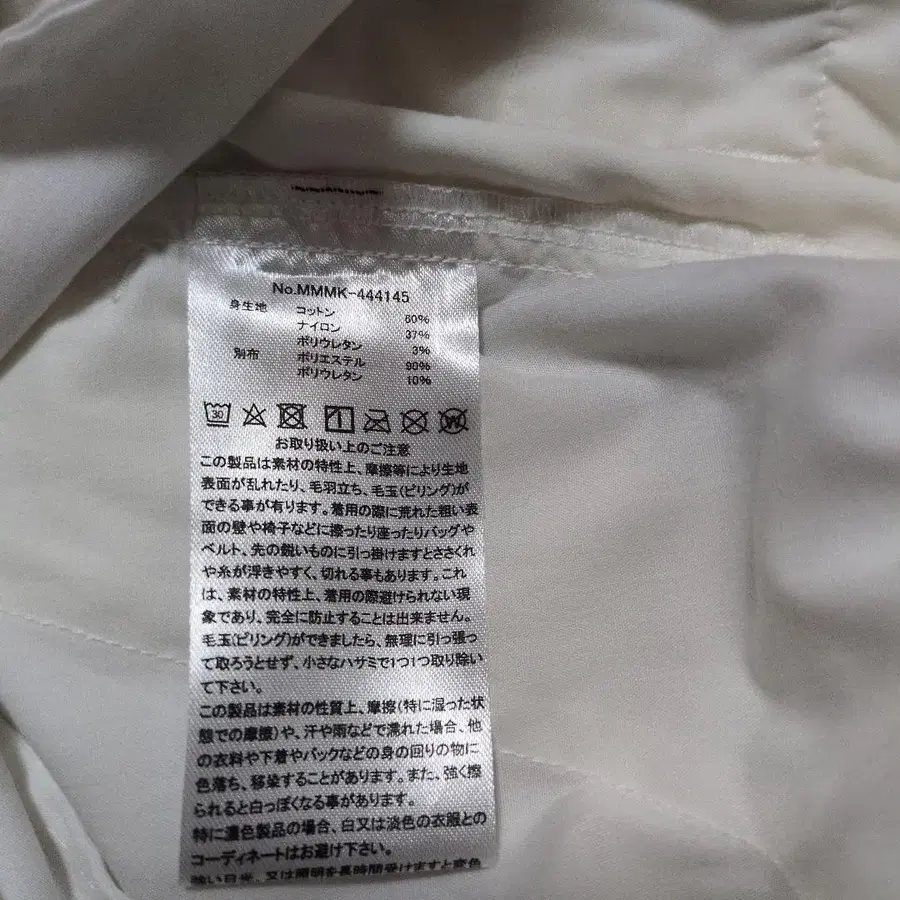 No.MMMK-444145
身生地 コットン 60%
ナイロン 37%
ポリウレタン 3%
別布 ポリエステル 90%
ポリウレタン 10%
30 W
お取り扱い上のご注意
この製品は素材の特性上、摩擦等により生地
表面が乱れたり、毛羽立ち、毛玉(ピリング)が
できる事が有ります。着用の際に荒れた粗い表
面の壁や椅子などに擦ったり座ったりバッグや
ベルト、先の鋭いものに引っ掛けますとささくれ
や糸が浮きやすく、切れる事もあります。これ
は、素材の特性上、着用の際避けられない現
象であり、完全に防止することは出来ません。
毛玉(ピリング)ができましたら、無理に引っ張っ
て取ろうとせず、小さなハサミで1つ1つ取り除い
て下さい。
この製品は素材の性質上、摩擦(特に湿った状
態での摩擦)や、汗や雨などで濡れた場合、他
の衣料や下着やバックなどの身の回りの物に
色落ち、移染することがあります。また、強く擦
られると白っぽくなる事があります。
特に濃色製品の場合、白又は淡色の衣服との
コーディネートはお避け下さい。
強い日光、又は照明を長時間受けますと変色